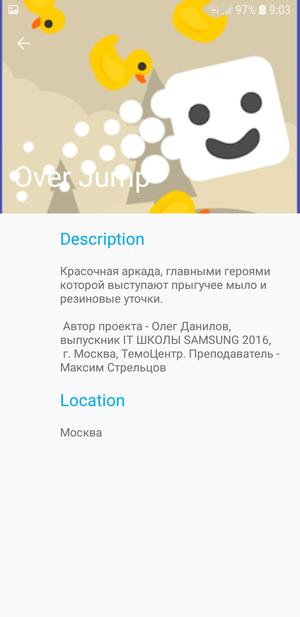 97% 9:03
Over Jump
Description
Красочная аркада, главными героями
которой выступают прыгучее мыло и
резиновые уточки.
Автор проекта - Олег Данилов,
выпускник IT ШКОЛЫ SAMSUNG 2016,
г. Москва, ТемоЦентр. Преподаватель -
Максим Стрельцов
Location
Москва